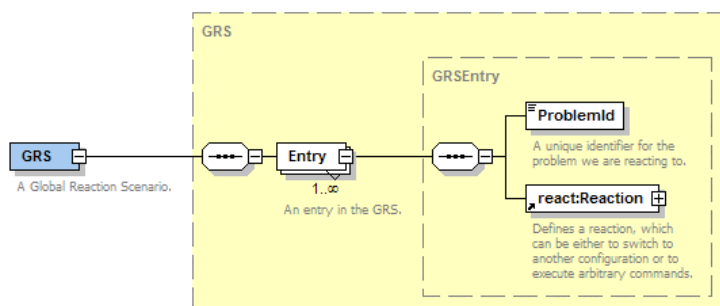 GRS
GRSEntry
ProblemId
A unique identifier for the
problem we are reacting to.
GRS
Entry
1..∞
A Global Reaction Scenario.
An entry in the GRS.
react:Reaction
Defines a reaction, which
can be either to switch to
another configuration or to
execute arbitrary commands.